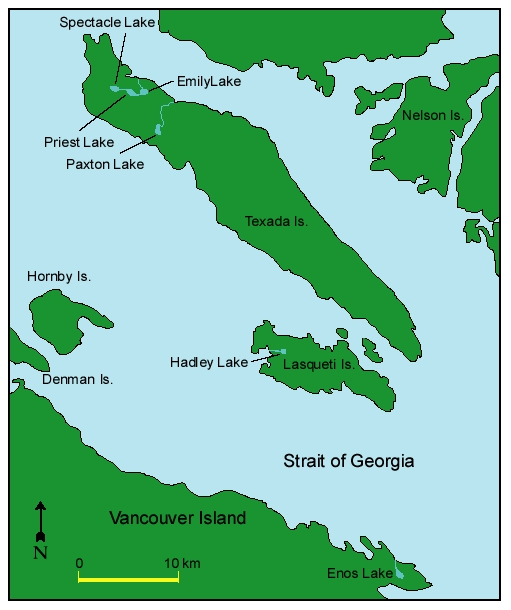 Spectacle Lake
EmilyLake
Nelson Is.
Priest Lake
Paxton Lake
Texada Is.
Hornby Is.
Hadley Lake
Lasqueti Is.
Denman Is.
Strait of Georgia
Vancouver Island
N
0 10 km
Enos Lake